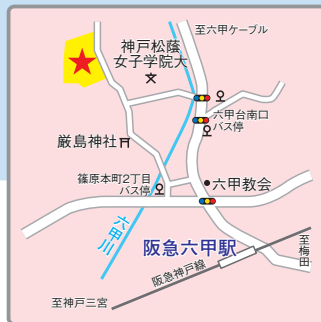 至六甲ケーブル
神戸松蔭
女子学院大
六甲台南口
バス停
厳島神社
篠原本町2丁目
バス停
六甲教会
六甲川
阪急六甲駅
至梅田
阪急神戸線
至神戸三宮